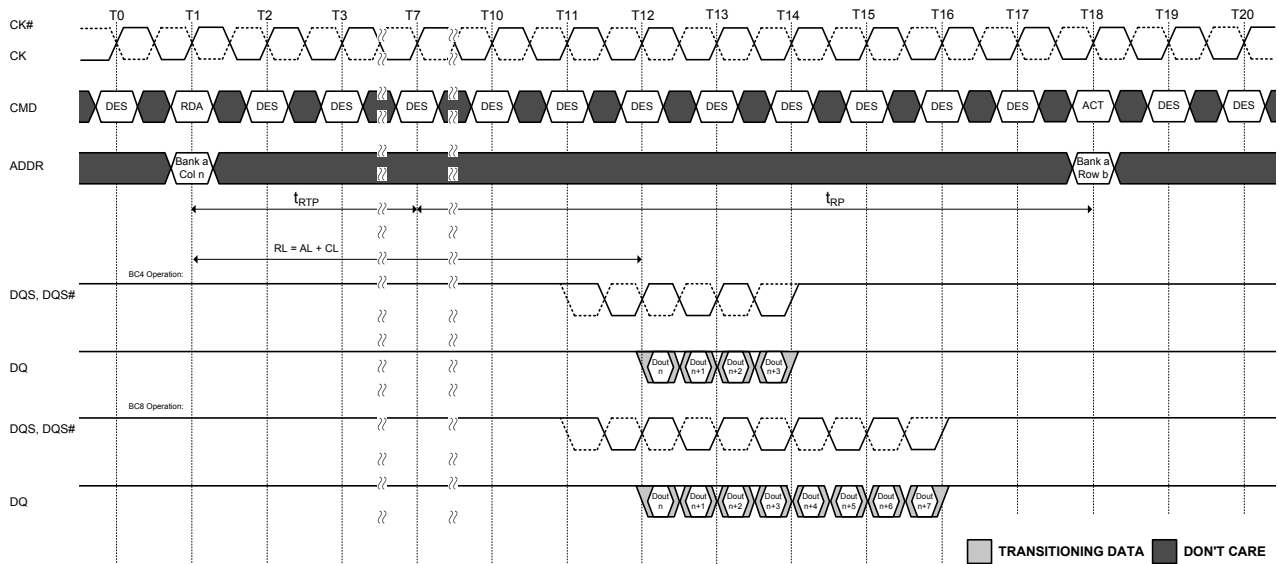 T0 T1 T2 T3 T7 T10 T11 T12 T13 T14 T15 T16 T17 T18 T19 T20
CK#
CK
CMD DES RDA DES DES DES DES DES DES DES DES DES DES DES ACT DES DES
ADDR Bank a Col n Bank a Row b
tRTP tRP
RL = AL + CL
BC4 Operation:
DQS, DQS#
DQ Dout n Dout n+1 Dout n+2 Dout n+3
BC8 Operation:
DQS, DQS#
DQ Dout n Dout n+1 Dout n+2 Dout n+3 Dout n+4 Dout n+5 Dout n+6 Dout n+7
TRANSITIONING DATA DON'T CARE